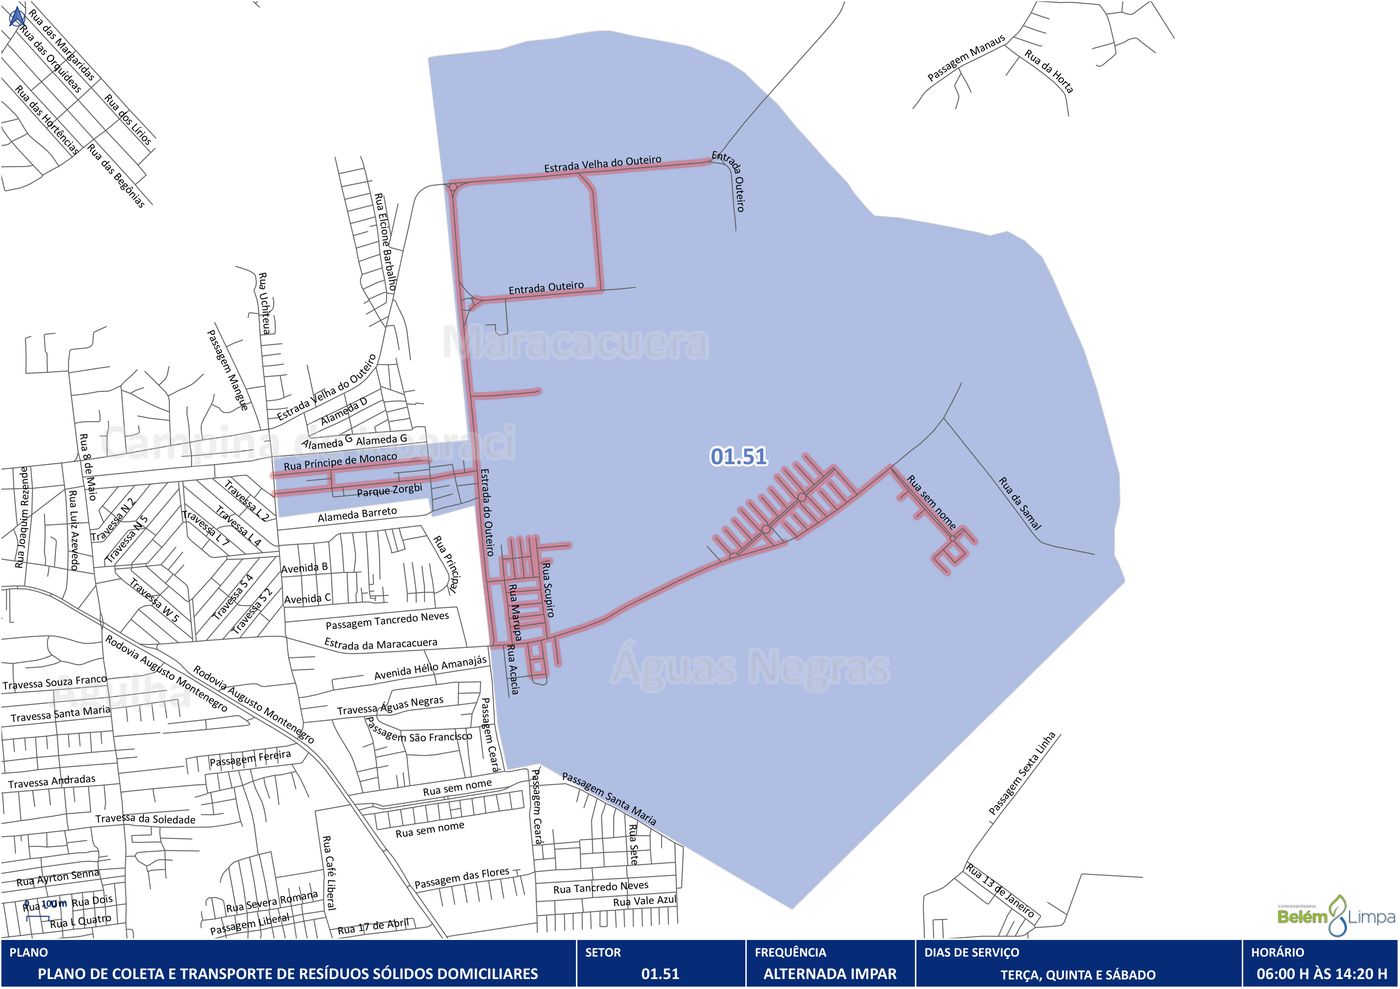 Rua das Margaridas
Rua das Orquídeas
Rua dos Lírios
Rua das Hortências
Rua das Begônias
Passagem Manaus
Rua da Horta
Estrada Velha do Outeiro
Entrada Outeiro
Entrada Outeiro
Rua Elcione Barbalho
Rua Uchiteua
Passagem Mangue
Estrada Velha do Outeiro
Maracacuera
Alameda D
Alameda G
Alameda G
Rua Príncipe de Monaco
Parque Zorgbi
Alameda Barreto
01.51
Rua 8 de Maio
Rua Joaquim Rezende
Rua Luiz Azevedo
Travessa N 2
Travessa N 5
Travessa L 2
Travessa L 4
Travessa L 7
Travessa S 4
Travessa S 2
Travessa W 5
Estrada do Outeiro
Rua Principal
Avenida B
Avenida C
Rua Scupiro
Rua Marupa
Rua Acacia
Rua sem nome
Rua da Samal
Passagem Tancredo Neves
Estrada da Maracacuera
Avenida Hélio Amanajás
Águas Negras
Rodovia Augusto Montenegro
Rodovia Augusto Montenegro
Travessa Souza Franco
Travessa Santa Maria
Travessa Águas Negras
Passagem São Francisco
Passagem Ceará
Passagem Fereira
Travessa Andradas
Travessa da Soledade
Rua sem nome
Rua sem nome
Passagem Ceará
Passagem Santa Maria
Rua Sete
Passagem Sexta Linha
Rua Café Liberal
Passagem das Flores
Rua Tancredo Neves
Rua Vale Azul
Rua 13 de Janeiro
Rua Ayrton Senna
Rua Dois
Rua L Quatro
0 100 m
Rua Severa Romana
Passagem Liberal
Rua 17 de Abril
CONCESSIONÁRIA
Belém Limpa
PLANO
PLANO DE COLETA E TRANSPORTE DE RESÍDUOS SÓLIDOS DOMICILIARES
SETOR
01.51
FREQUÊNCIA
ALTERNADA IMPAR
DIAS DE SERVIÇO
TERÇA, QUINTA E SÁBADO
HORÁRIO
06:00 H ÀS 14:20 H